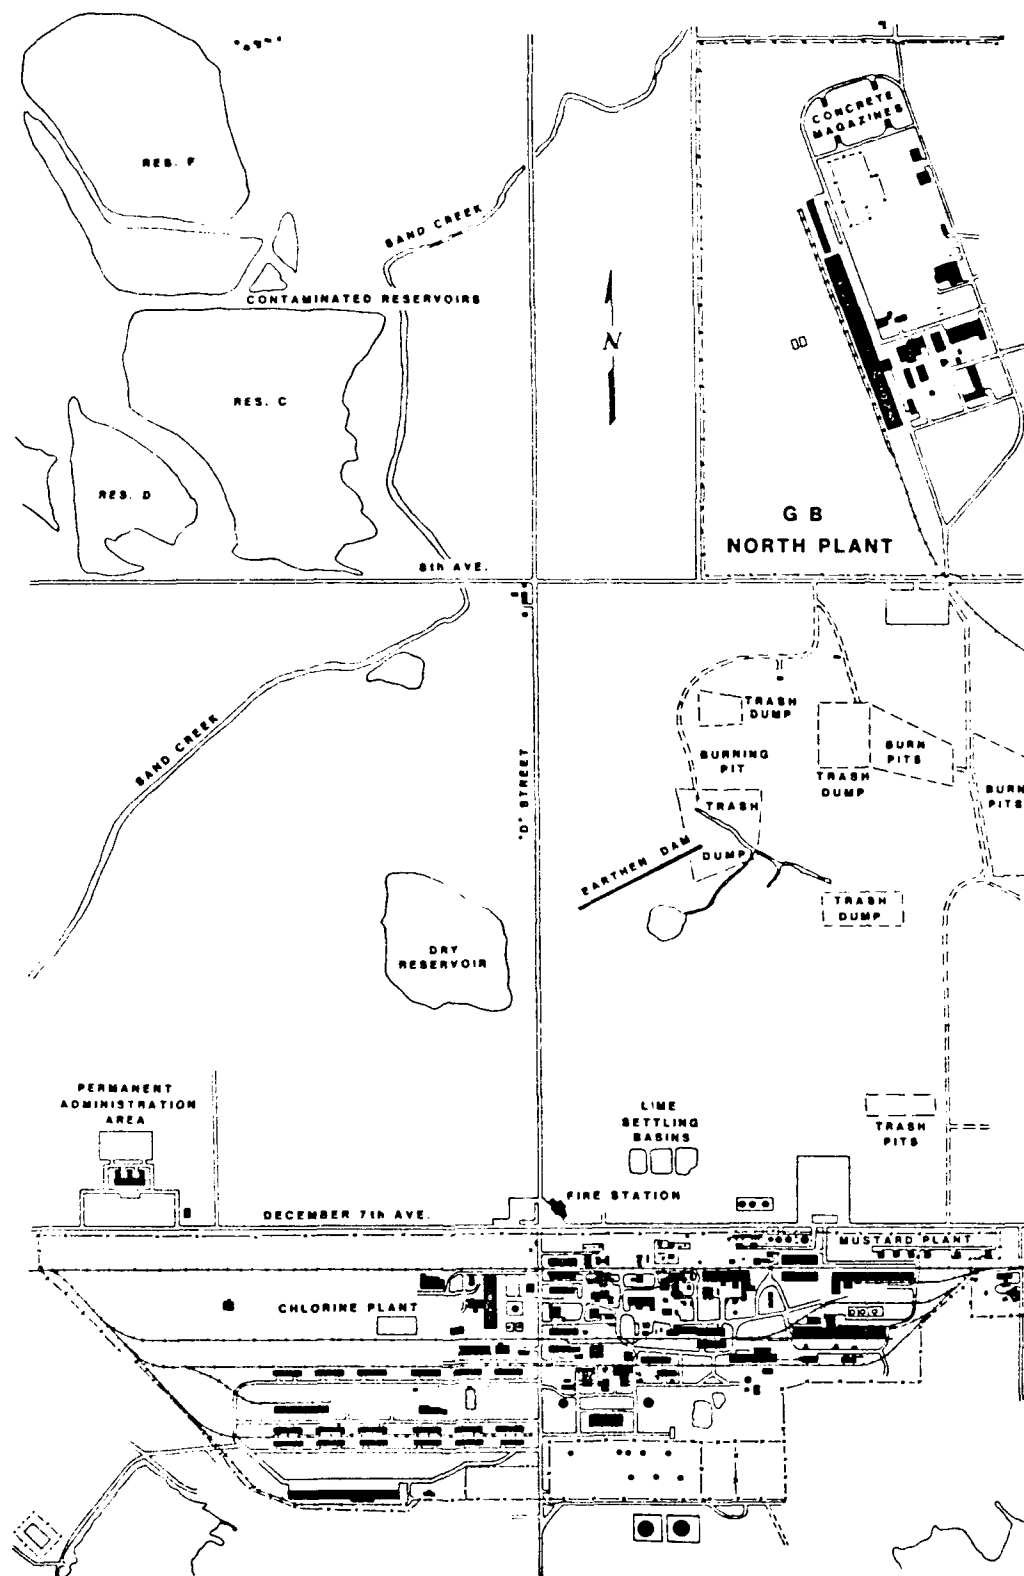 CONCRETE
MAGAZINES
RES. F
SAND CREEK
CONTAMINATED RESERVOIRS
N
RES. C
RES. D
G B
NORTH PLANT
8th AVE.
TRASH
DUMP
SAND CREEK
BURNING
PIT
BURN
PITS
TRASH
DUMP
BURN
PITS
"D" STREET
TRASH
DUMP
EARTHEN DAM
TRASH
DUMP
DRY
RESERVOIR
PERMANENT
ADMINISTRATION
AREA
LIME
SETTLING
BASINS
TRASH
PITS
FIRE STATION
DECEMBER 7th AVE.
MUSTARD PLANT
CHLORINE PLANT